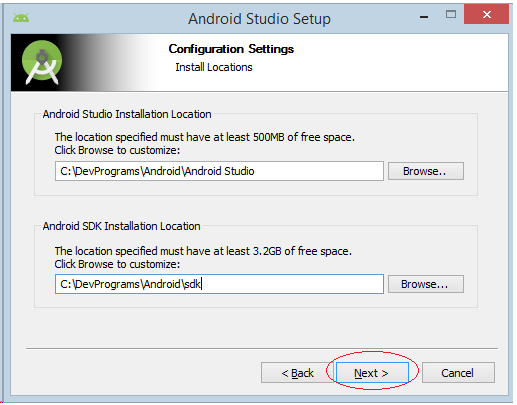 Android Studio Setup
Configuration Settings
Install Locations
Android Studio Installation Location
The location specified must have at least 500MB of free space.
Click Browse to customize:
C:\DevPrograms\Android\Android Studio
Browse..
Android SDK Installation Location
The location specified must have at least 3.2GB of free space.
Click Browse to customize:
C:\DevPrograms\Android\sdk
Browse...
< Back
Next >
Cancel